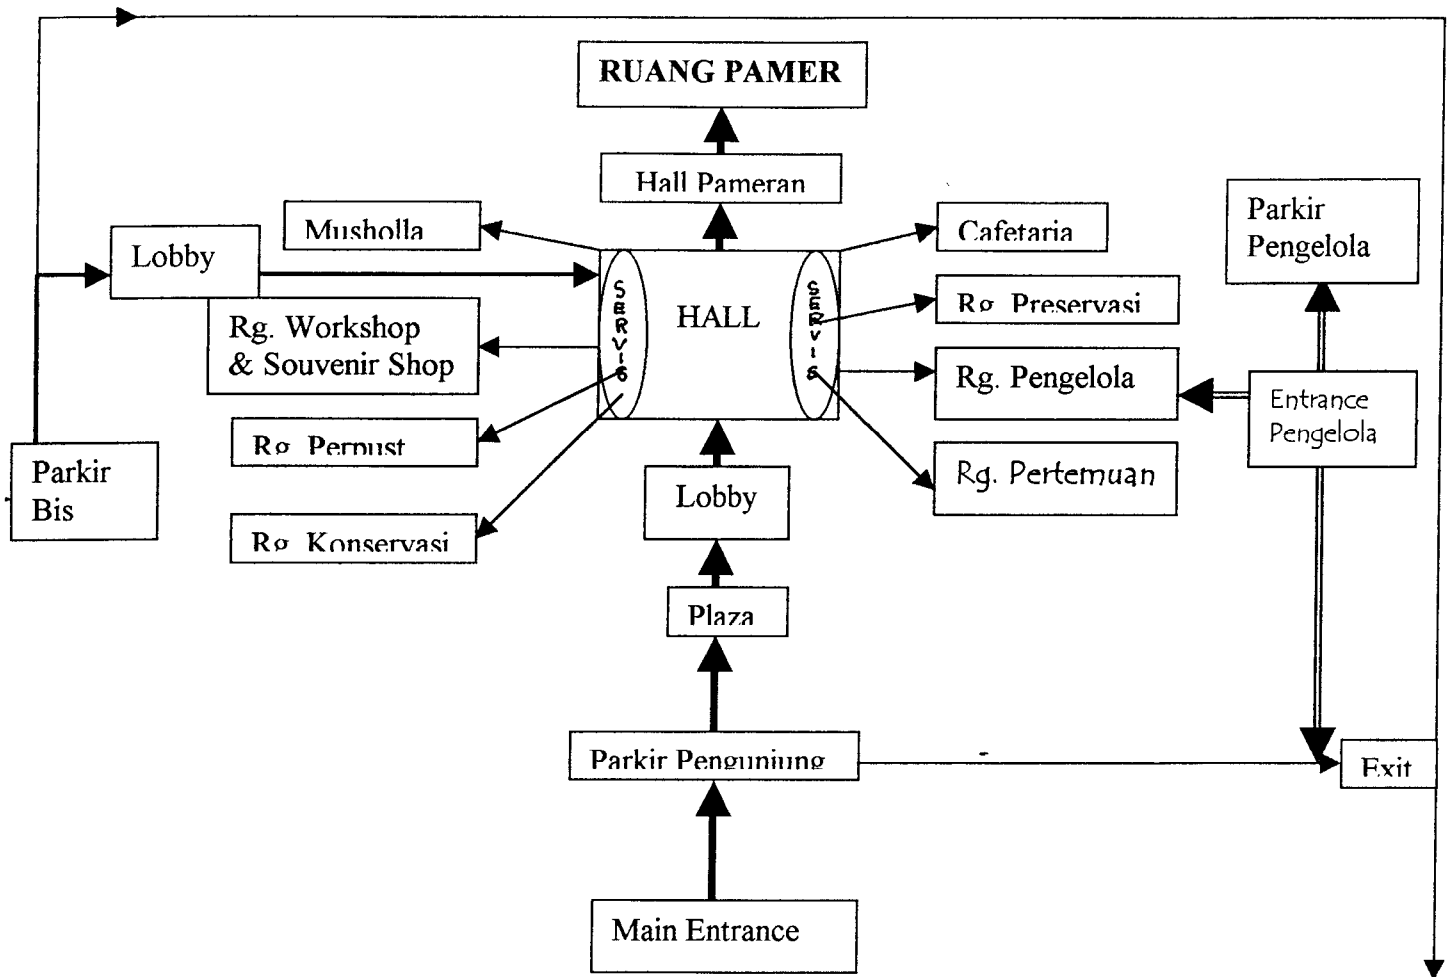 RUANG PAMER
Hall Pameran
Musholla
Cafetaria
Parkir
Pengelola
Lobby
Rg. Preservasi
SERVIS
HALL
SERVIS
Rg. Workshop
& Souvenir Shop
Rg. Pengelola
Entrance
Pengelola
Rg. Perpust
Parkir
Bis
Rg. Pertemuan
Lobby
Rg. Konservasi
Plaza
Parkir Pengunjung
Exit
Main Entrance